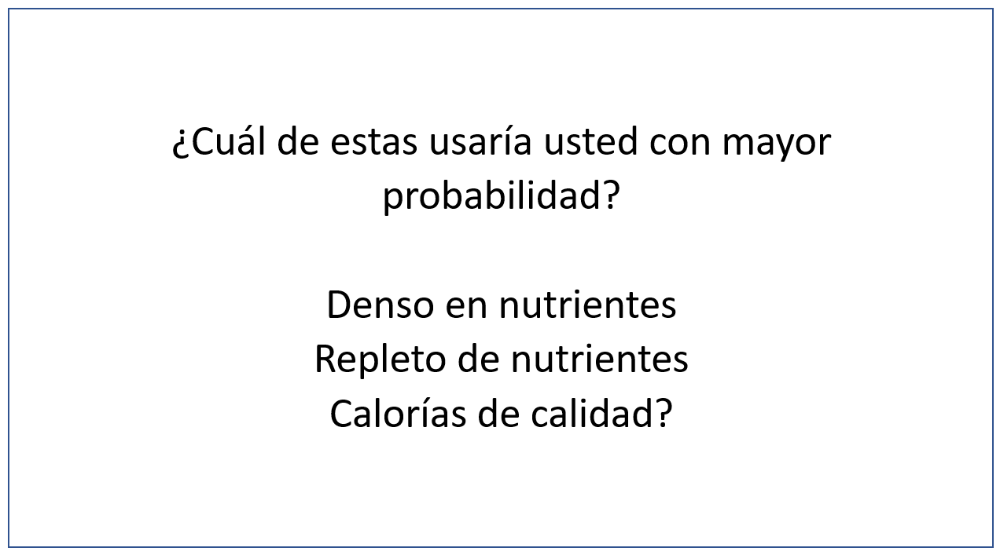 ¿Cuál de estas usaría usted con mayor
probabilidad?
Denso en nutrientes
Repleto de nutrientes
Calorías de calidad?